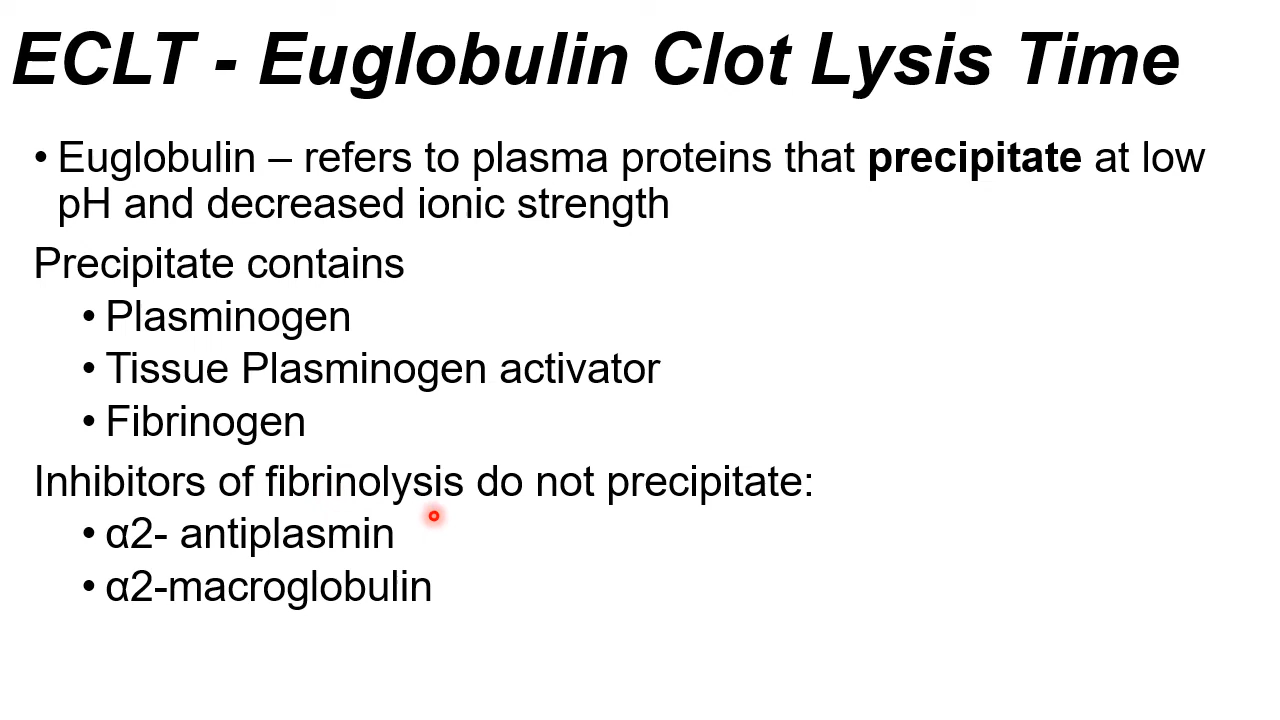 ECLT - Euglobulin Clot Lysis Time
• Euglobulin – refers to plasma proteins that precipitate at low
pH and decreased ionic strength
Precipitate contains
• Plasminogen
• Tissue Plasminogen activator
• Fibrinogen
Inhibitors of fibrinolysis do not precipitate:
• α2- antiplasmin
• α2-macroglobulin